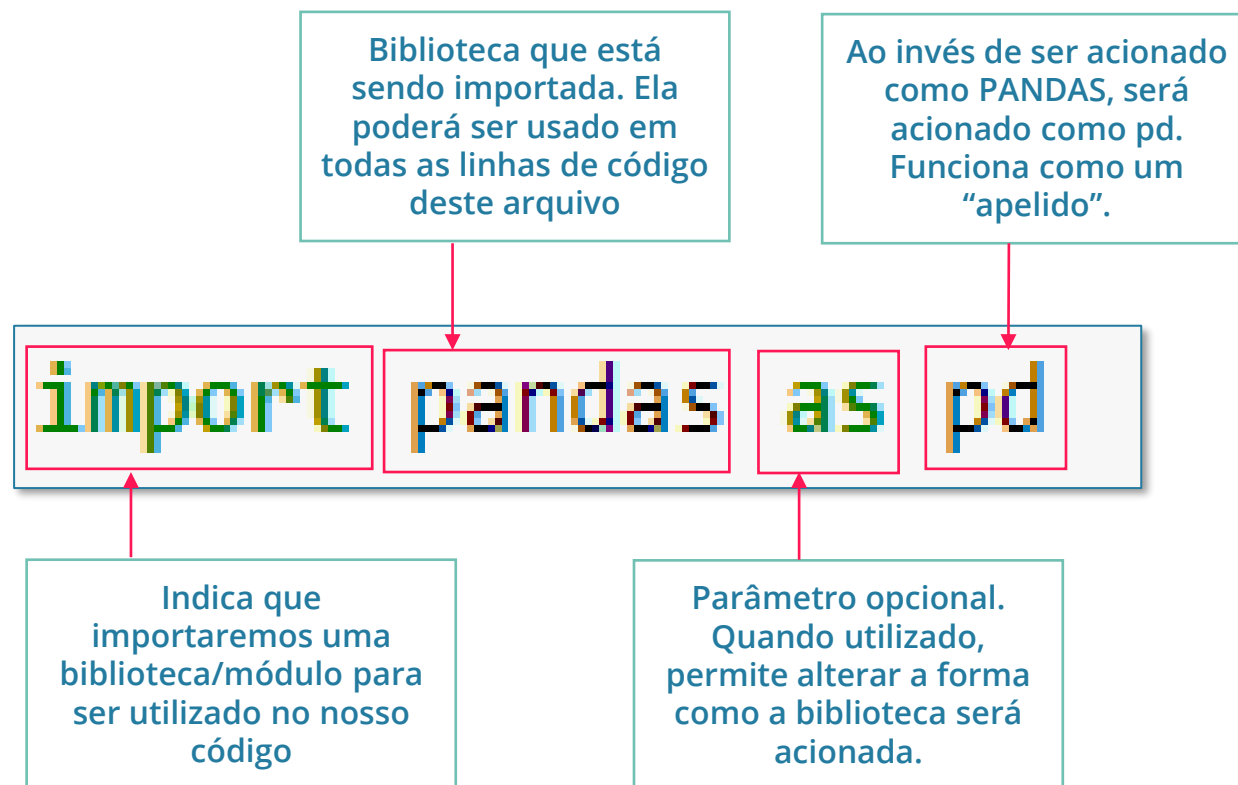 Biblioteca que está
sendo importada. Ela
poderá ser usado em
todas as linhas de código
deste arquivo
Ao invés de ser acionado
como PANDAS, será
acionado como pd.
Funciona como um
“apelido”.
import pandas as pd
Indica que
importaremos uma
biblioteca/módulo para
ser utilizado no nosso
código
Parâmetro opcional.
Quando utilizado,
permite alterar a forma
como a biblioteca será
acionada.